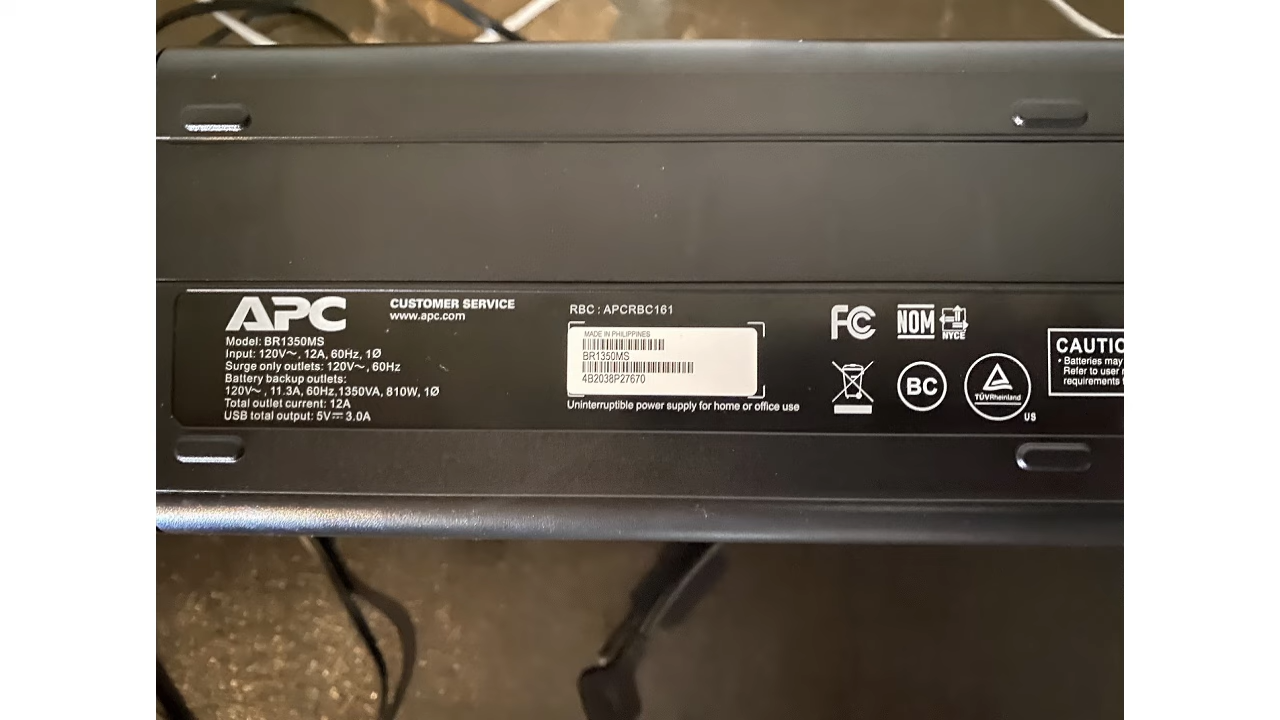 APC
Model: BR1350MS
Input: 120V～, 12A, 60Hz, 1Ø
Surge only outlets: 120V～, 60Hz
Battery backup outlets:
120V～, 11.3A, 60Hz,1350VA, 810W, 1Ø
Total outlet current: 12A
USB total output: 5V⎓ 3.0A
CUSTOMER SERVICE
www.apc.com
RBC : APCRBC161
MADE IN PHILIPPINES
BR1350MS
4B2038P27670
Uninterruptible power supply for home or office use
FC
NOM
NYCE
BC
TÜVRheinland
US
CAUTIO
• Batteries may
Refer to user
requirements